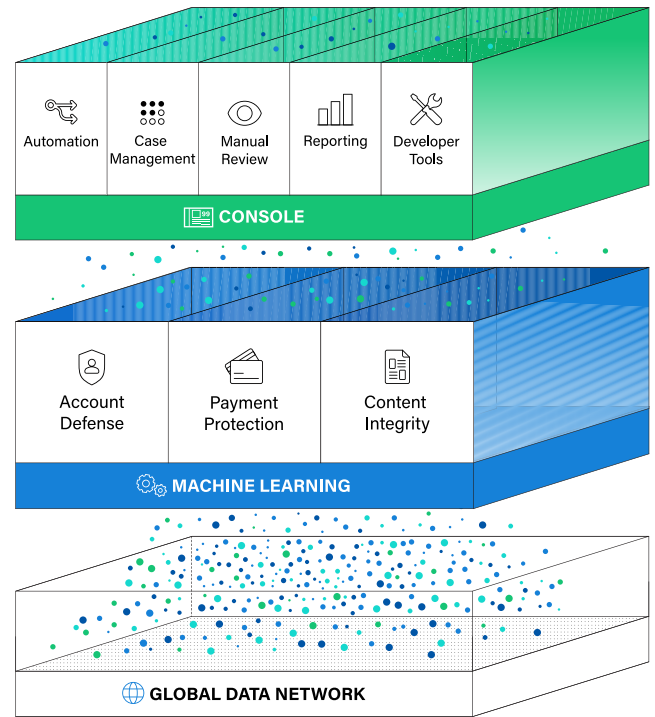 Automation
Case
Management
Manual
Review
Reporting
Developer
Tools
99 CONSOLE
Account
Defense
Payment
Protection
Content
Integrity
MACHINE LEARNING
GLOBAL DATA NETWORK